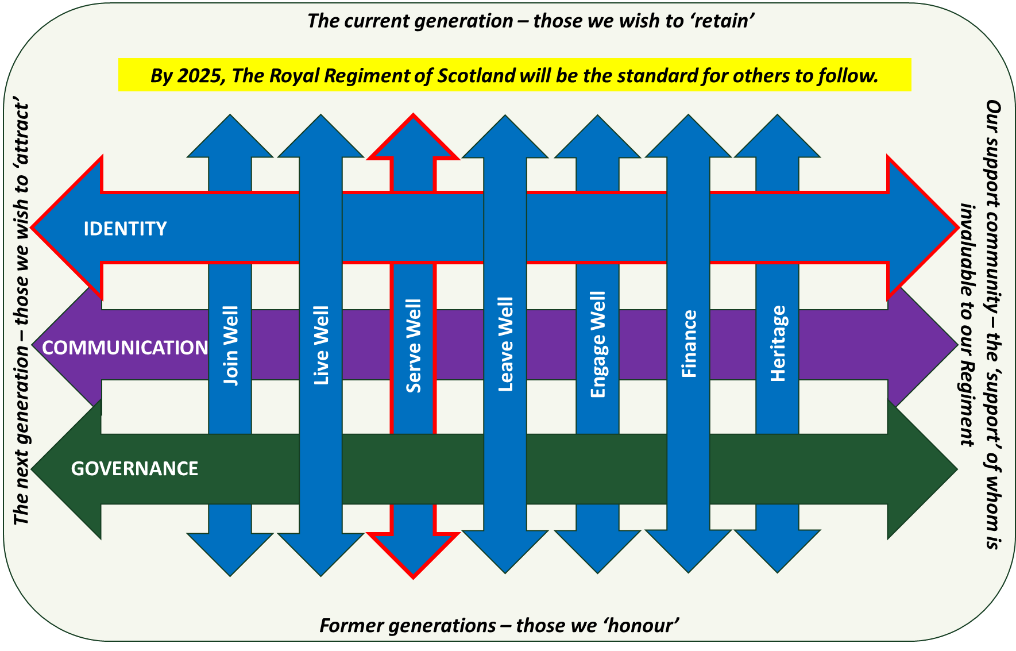 The current generation – those we wish to ‘retain’
By 2025, The Royal Regiment of Scotland will be the standard for others to follow.
The next generation – those we wish to ‘attract’
Our support community – the ‘support’ of whom is
invaluable to our Regiment
IDENTITY
COMMUNICATION
GOVERNANCE
Join Well
Live Well
Serve Well
Leave Well
Engage Well
Finance
Heritage
Former generations – those we ‘honour’